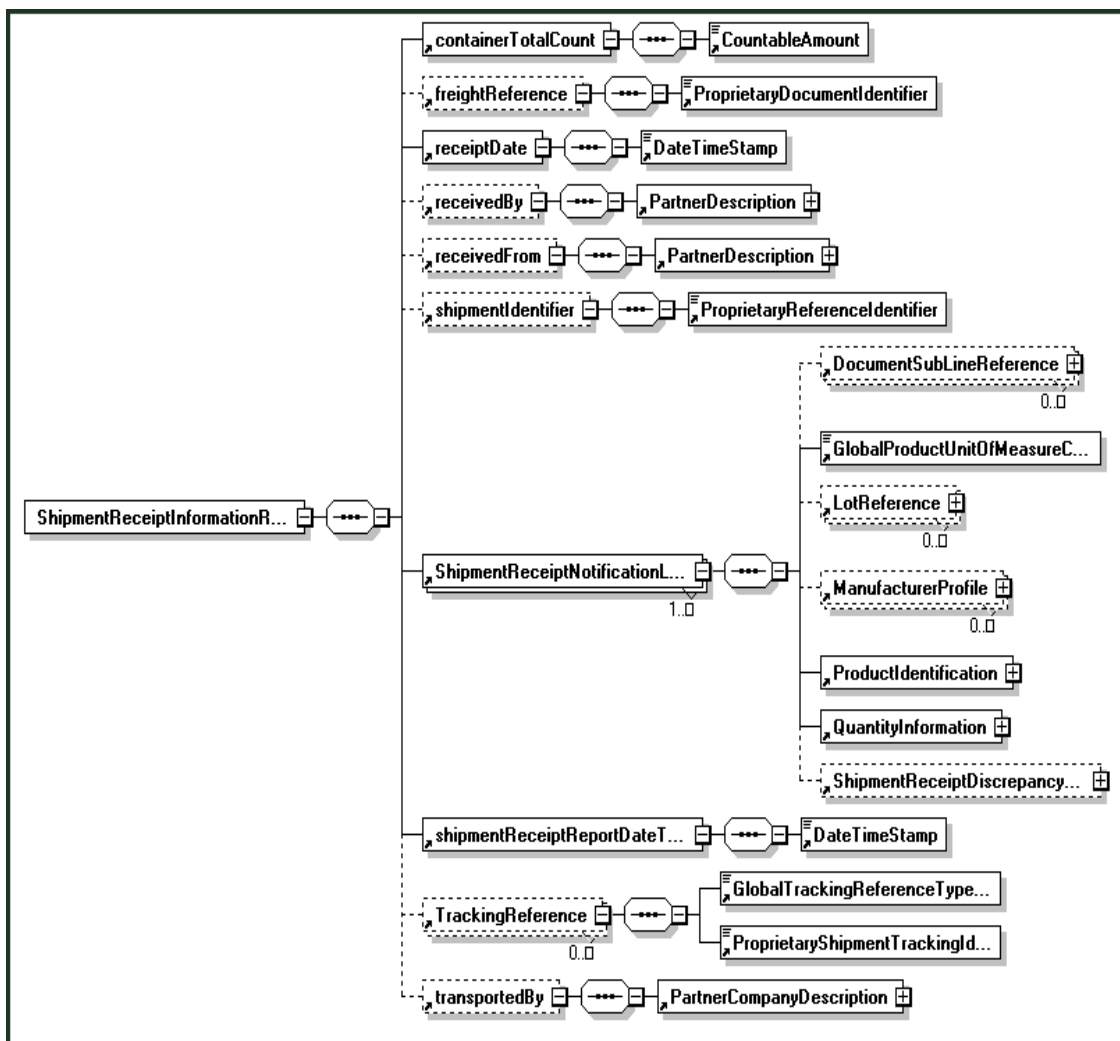 containerTotalCount
CountableAmount
freightReference
ProprietaryDocumentIdentifier
receiptDate
DateTimeStamp
receivedBy
PartnerDescription
receivedFrom
PartnerDescription
shipmentIdentifier
ProprietaryReferenceIdentifier
ShipmentReceiptInformationR...
ShipmentReceiptNotificationL...
1..□
DocumentSubLineReference
0..□
GlobalProductUnitOfMeasureC...
LotReference
0..□
ManufacturerProfile
0..□
ProductIdentification
QuantityInformation
ShipmentReceiptDiscrepancy...
shipmentReceiptReportDateT...
DateTimeStamp
TrackingReference
0..□
GlobalTrackingReferenceType...
ProprietaryShipmentTrackingId...
transportedBy
PartnerCompanyDescription